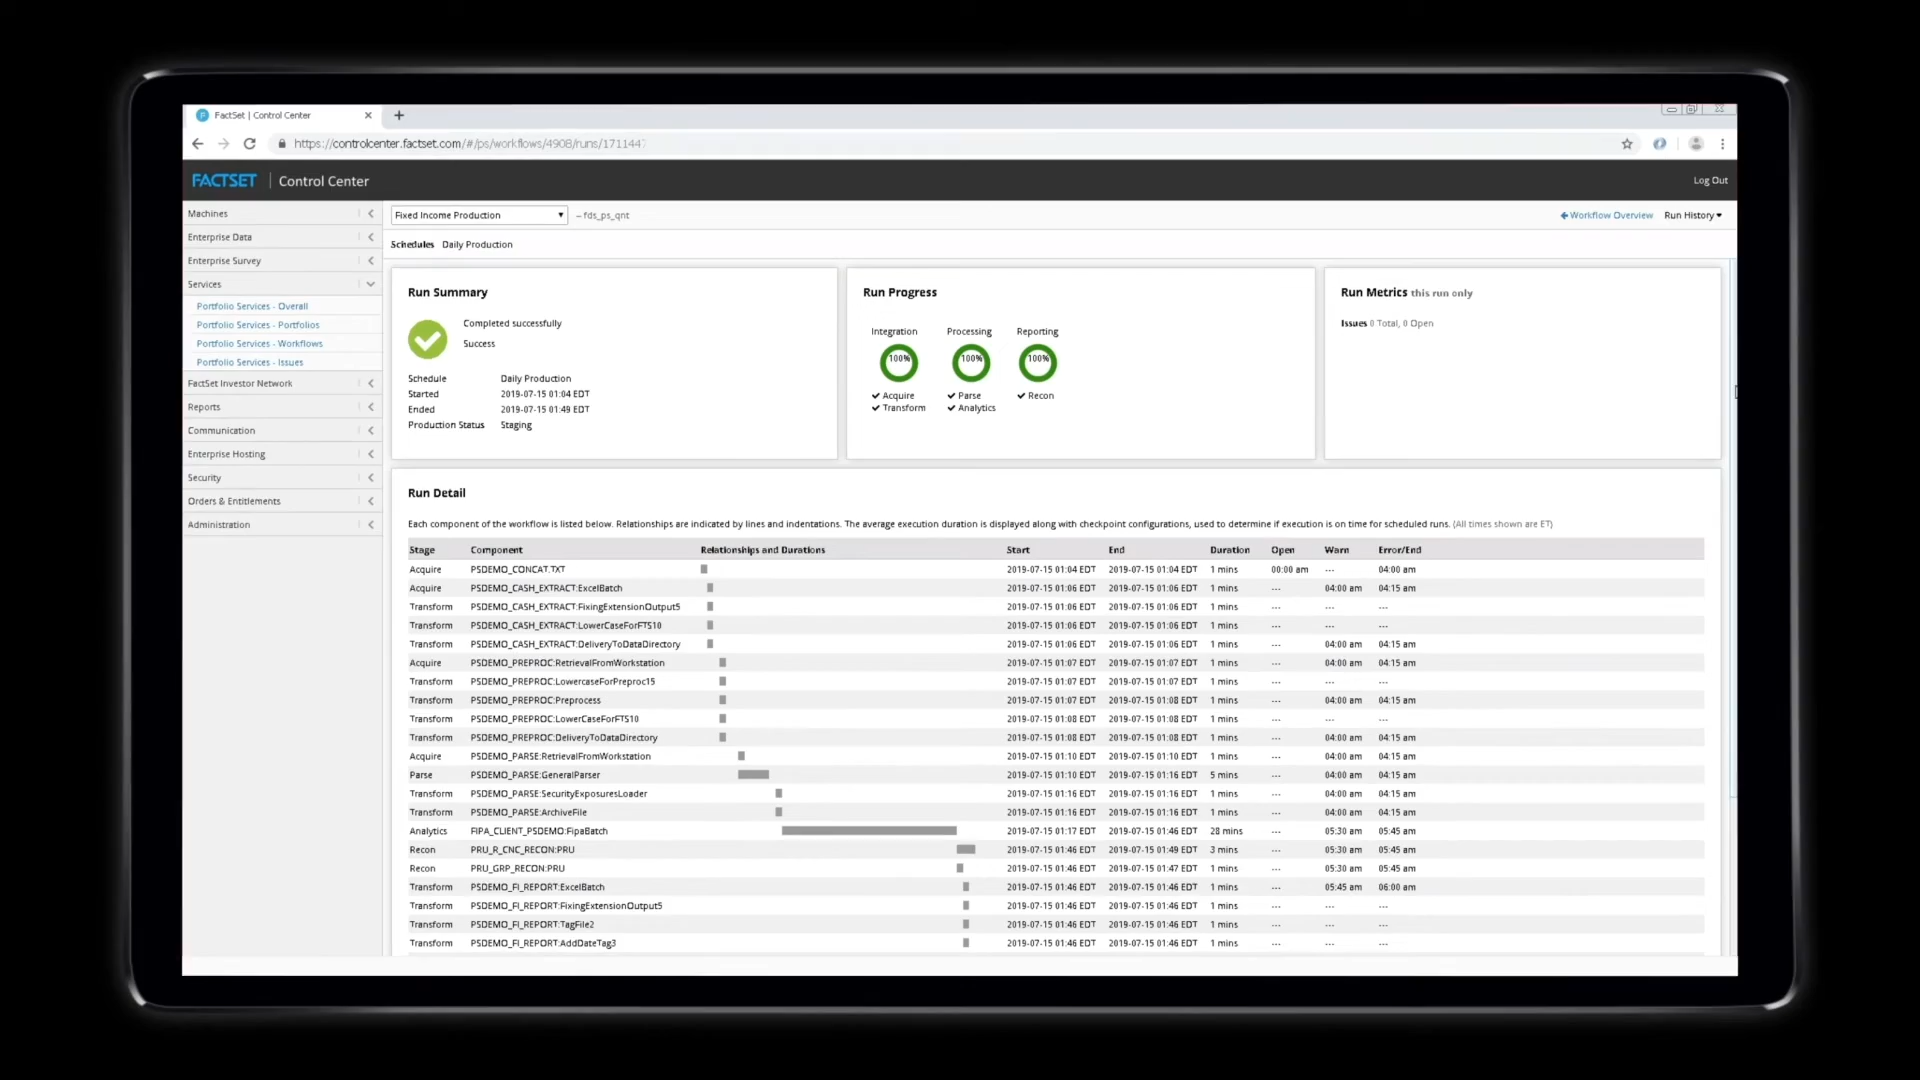 FactSet | Control Center
https://controlcenter.factset.com/#/ps/workflows/4908/runs/1711447
FACTSET | Control Center
Log Out
Machines
Enterprise Data
Enterprise Survey
Services
Portfolio Services - Overall
Portfolio Services - Portfolios
Portfolio Services - Workflows
Portfolio Services - Issues
FactSet Investor Network
Reports
Communication
Enterprise Hosting
Security
Orders & Entitlements
Administration
Fixed Income Production – fds_ps_qnt
Workflow Overview Run History
Schedules Daily Production
Run Summary
Completed successfully
Success
Schedule Daily Production
Started 2019-07-15 01:04 EDT
Ended 2019-07-15 01:49 EDT
Production Status Staging
Run Progress
Integration Processing Reporting
100% 100% 100%
Acquire Parse Recon
Transform Analytics
Run Metrics this run only
Issues 0 Total, 0 Open
Run Detail
Each component of the workflow is listed below. Relationships are indicated by lines and indentations. The average execution duration is displayed along with checkpoint configurations, used to determine if execution is on time for scheduled runs. (All times shown are ET)
Stage Component Relationships and Durations Start End Duration Open Warn Error/End
Acquire PSDEMO_CONCAT.TXT 2019-07-15 01:04 EDT 2019-07-15 01:04 EDT 1 mins 00:00 am --- 04:00 am
Acquire PSDEMO_CASH_EXTRACT:ExcelBatch 2019-07-15 01:06 EDT 2019-07-15 01:06 EDT 1 mins --- 04:00 am 04:15 am
Transform PSDEMO_CASH_EXTRACT:FixingExtensionOutput5 2019-07-15 01:06 EDT 2019-07-15 01:06 EDT 1 mins --- --- ---
Transform PSDEMO_CASH_EXTRACT:LowerCaseForFTS10 2019-07-15 01:06 EDT 2019-07-15 01:06 EDT 1 mins --- --- ---
Transform PSDEMO_CASH_EXTRACT:DeliveryToDataDirectory 2019-07-15 01:06 EDT 2019-07-15 01:06 EDT 1 mins --- 04:00 am 04:15 am
Acquire PSDEMO_PREPROC:RetrievalFromWorkstation 2019-07-15 01:07 EDT 2019-07-15 01:07 EDT 1 mins --- 04:00 am 04:15 am
Transform PSDEMO_PREPROC:LowercaseForPreproc15 2019-07-15 01:07 EDT 2019-07-15 01:07 EDT 1 mins --- --- ---
Transform PSDEMO_PREPROC:Preprocess 2019-07-15 01:07 EDT 2019-07-15 01:08 EDT 1 mins --- 04:00 am 04:15 am
Transform PSDEMO_PREPROC:LowerCaseForFTS10 2019-07-15 01:08 EDT 2019-07-15 01:08 EDT 1 mins --- --- ---
Transform PSDEMO_PREPROC:DeliveryToDataDirectory 2019-07-15 01:08 EDT 2019-07-15 01:08 EDT 1 mins --- 04:00 am 04:15 am
Acquire PSDEMO_PARSE:RetrievalFromWorkstation 2019-07-15 01:10 EDT 2019-07-15 01:10 EDT 1 mins --- 04:00 am 04:15 am
Parse PSDEMO_PARSE:GeneralParser 2019-07-15 01:10 EDT 2019-07-15 01:16 EDT 5 mins --- 04:00 am 04:15 am
Transform PSDEMO_PARSE:SecurityExposuresLoader 2019-07-15 01:16 EDT 2019-07-15 01:16 EDT 1 mins --- 04:00 am 04:15 am
Transform PSDEMO_PARSE:ArchiveFile 2019-07-15 01:16 EDT 2019-07-15 01:16 EDT 1 mins --- 04:00 am 04:15 am
Analytics FIPA_CLIENT_PSDEMO:FipaBatch 2019-07-15 01:17 EDT 2019-07-15 01:46 EDT 28 mins --- 05:30 am 05:45 am
Recon PRU_R_CNC_RECON:PRU 2019-07-15 01:46 EDT 2019-07-15 01:49 EDT 3 mins --- 05:30 am 05:45 am
Recon PRU_GRP_RECON:PRU 2019-07-15 01:46 EDT 2019-07-15 01:47 EDT 1 mins --- 05:30 am 05:45 am
Transform PSDEMO_FI_REPORT:ExcelBatch 2019-07-15 01:46 EDT 2019-07-15 01:46 EDT 1 mins --- 05:45 am 06:00 am
Transform PSDEMO_FI_REPORT:FixingExtensionOutput5 2019-07-15 01:46 EDT 2019-07-15 01:46 EDT 1 mins --- --- ---
Transform PSDEMO_FI_REPORT:TagFile2 2019-07-15 01:46 EDT 2019-07-15 01:46 EDT 1 mins --- --- ---
Transform PSDEMO_FI_REPORT:AddDateTag3 2019-07-15 01:46 EDT 2019-07-15 01:46 EDT 1 mins --- --- ---